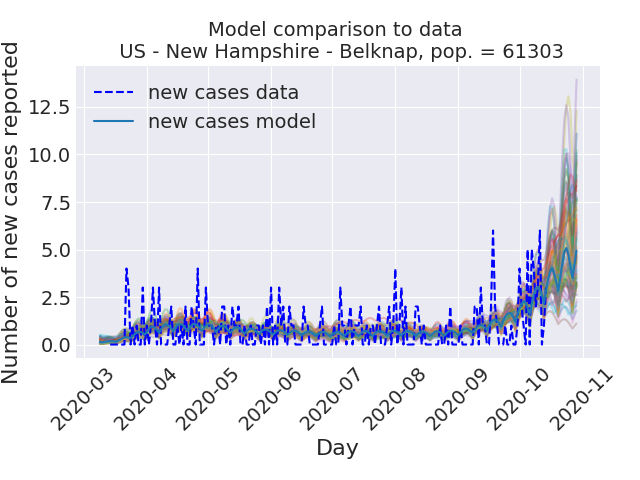 Model comparison to data
US - New Hampshire - Belknap, pop. = 61303
Number of new cases reported
12.5
10.0
7.5
5.0
2.5
0.0
new cases data
new cases model
2020-03
2020-04
2020-05
2020-06
2020-07
2020-08
2020-09
2020-10
2020-11
Day